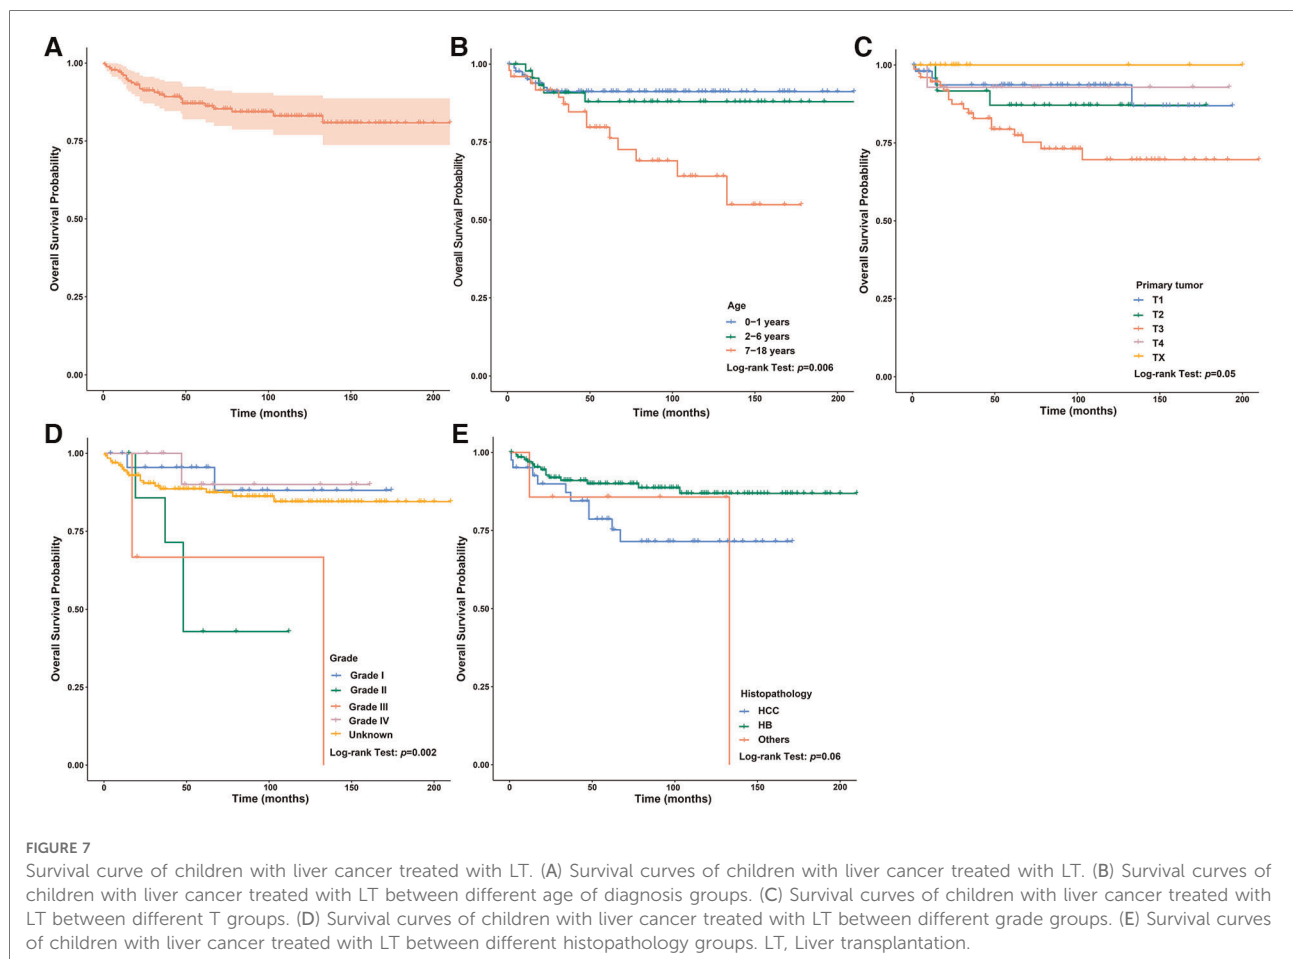 A
1.00
0.75
0.50
0.25
0.00
Overall Survival Probability
0
50
100
150
200
Time (months)
B
1.00
0.75
0.50
0.25
0.00
Overall Survival Probability
Age
0–1 years
2–6 years
7–18 years
Log-rank Test: p=0.006
0
50
100
150
200
Time (months)
C
1.00
0.75
0.50
0.25
0.00
Overall Survival Probability
Primary tumor
T1
T2
T3
T4
TX
Log-rank Test: p=0.05
0
50
100
150
200
Time (months)
D
1.00
0.75
0.50
0.25
0.00
Overall Survival Probability
Grade
Grade I
Grade II
Grade III
Grade IV
Unknown
Log-rank Test: p=0.002
0
50
100
150
200
Time (months)
E
1.00
0.75
0.50
0.25
0.00
Overall Survival Probability
Histopathology
HCC
HB
Others
Log-rank Test: p=0.06
0
50
100
150
200
Time (months)
FIGURE 7
Survival curve of children with liver cancer treated with LT. (A) Survival curves of children with liver cancer treated with LT. (B) Survival curves of
children with liver cancer treated with LT between different age of diagnosis groups. (C) Survival curves of children with liver cancer treated with
LT between different T groups. (D) Survival curves of children with liver cancer treated with LT between different grade groups. (E) Survival curves
of children with liver cancer treated with LT between different histopathology groups. LT, Liver transplantation.